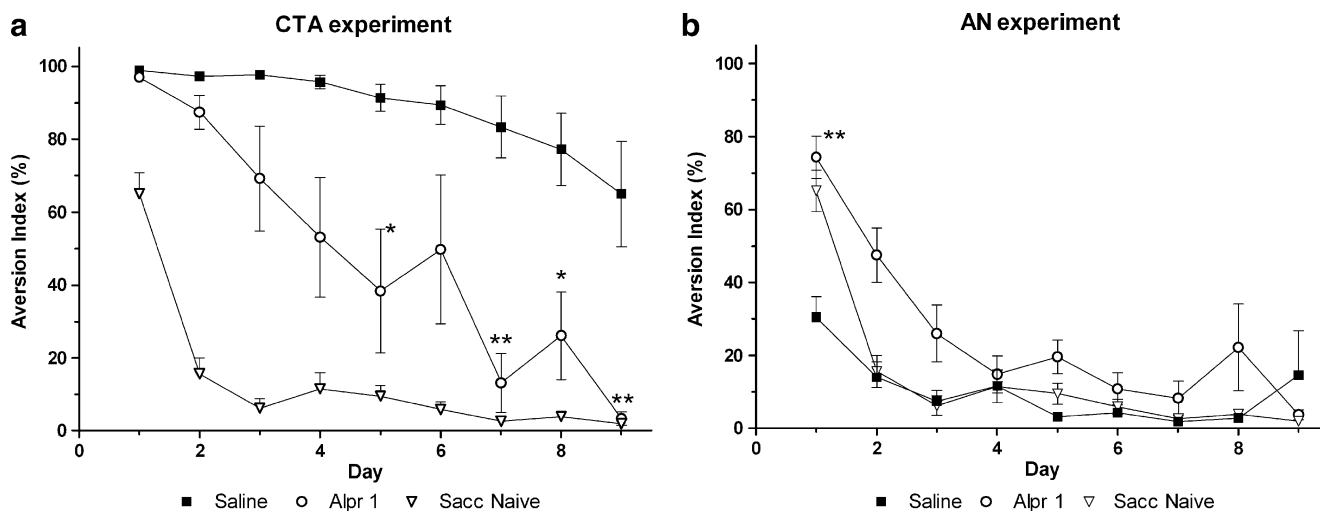 a
CTA experiment
100
80
60
40
20
0
Aversion Index (%)
*
**
*
**
0 2 4 6 8
Day
Saline Alpr 1 Sacc Naive
b
AN experiment
100
80
60
40
20
0
Aversion Index (%)
**
0 2 4 6 8
Day
Saline Alpr 1 Sacc Naive